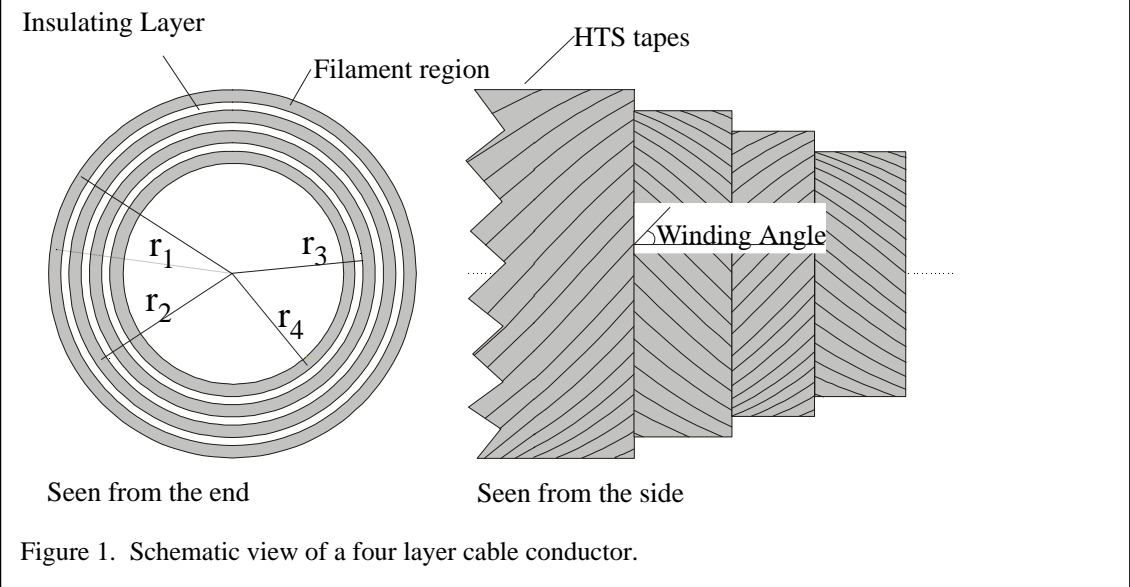 Insulating Layer
HTS tapes
Filament region
r1
r3
r2
r4
Winding Angle
Seen from the end
Seen from the side
Figure 1. Schematic view of a four layer cable conductor.